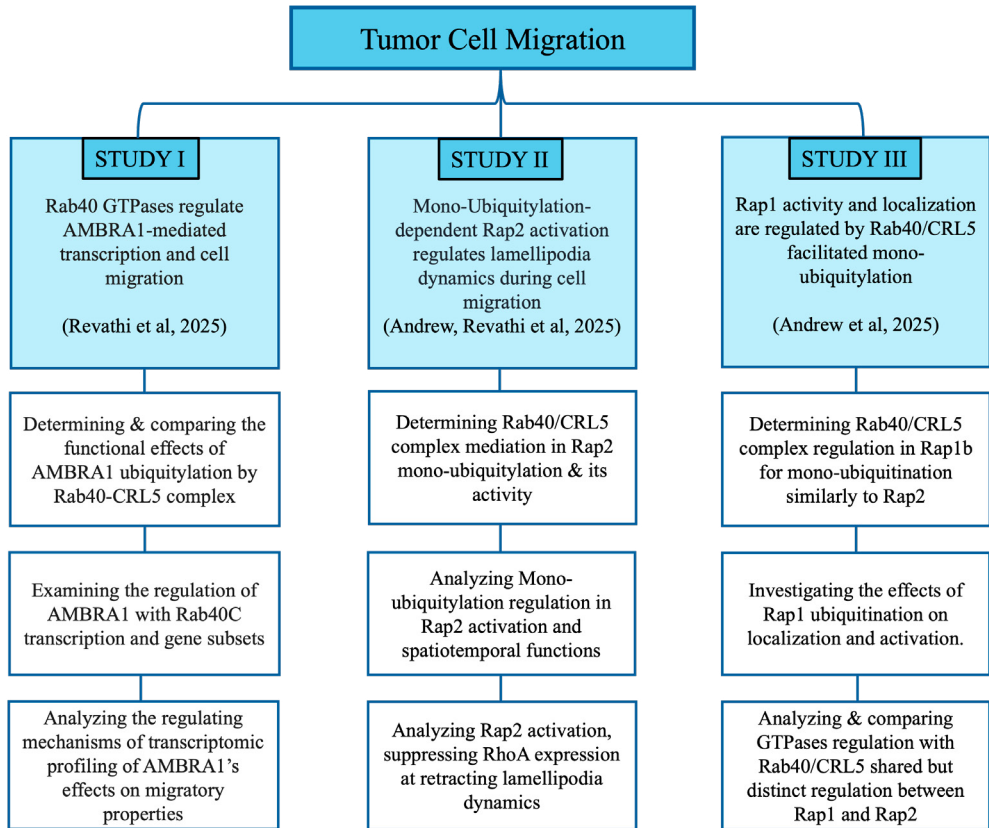 Tumor Cell Migration
STUDY I
Rab40 GTPases regulate
AMBRA1-mediated
transcription and cell
migration
(Revathi et al, 2025)
Determining & comparing the
functional effects of
AMBRA1 ubiquitylation by
Rab40-CRL5 complex
Examining the regulation of
AMBRA1 with Rab40C
transcription and gene subsets
Analyzing the regulating
mechanisms of transcriptomic
profiling of AMBRA1's
effects on migratory
properties
STUDY II
Mono-Ubiquitylation-
dependent Rap2 activation
regulates lamellipodia
dynamics during cell
migration
(Andrew, Revathi et al, 2025)
Determining Rab40/CRL5
complex mediation in Rap2
mono-ubiquitylation & its
activity
Analyzing Mono-
ubiquitylation regulation in
Rap2 activation and
spatiotemporal functions
Analyzing Rap2 activation,
suppressing RhoA expression
at retracting lamellipodia
dynamics
STUDY III
Rap1 activity and localization
are regulated by Rab40/CRL5
facilitated mono-
ubiquitylation
(Andrew et al, 2025)
Determining Rab40/CRL5
complex regulation in Rap1b
for mono-ubiquitination
similarly to Rap2
Investigating the effects of
Rap1 ubiquitination on
localization and activation.
Analyzing & comparing
GTPases regulation with
Rab40/CRL5 shared but
distinct regulation between
Rap1 and Rap2